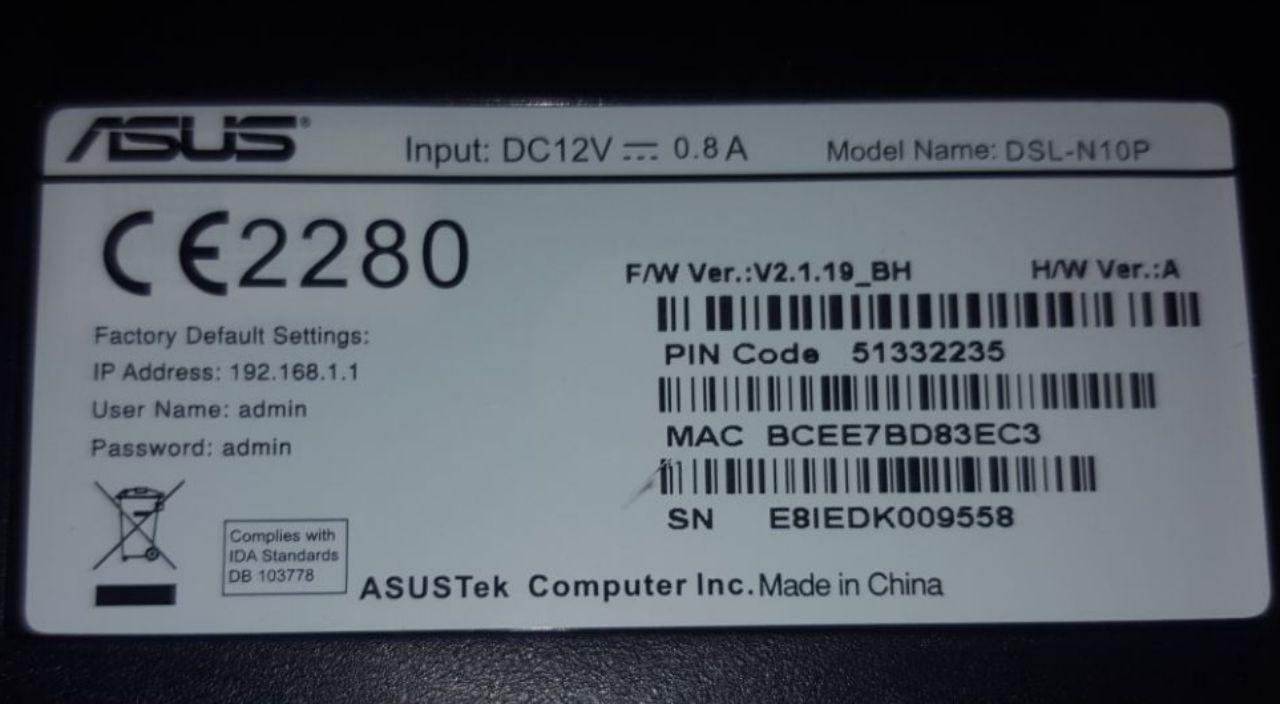 ASUS®
Input: DC12V ⎓ 0.8A
Model Name: DSL-N10P
CE2280
F/W Ver.:V2.1.19_BH H/W Ver.:A
PIN Code 51332235
MAC BCEE7BD83EC3
SN E8IEDK009558
Factory Default Settings:
IP Address: 192.168.1.1
User Name: admin
Password: admin
Complies with
IDA Standards
DB 103778
ASUSTek Computer Inc. Made in China